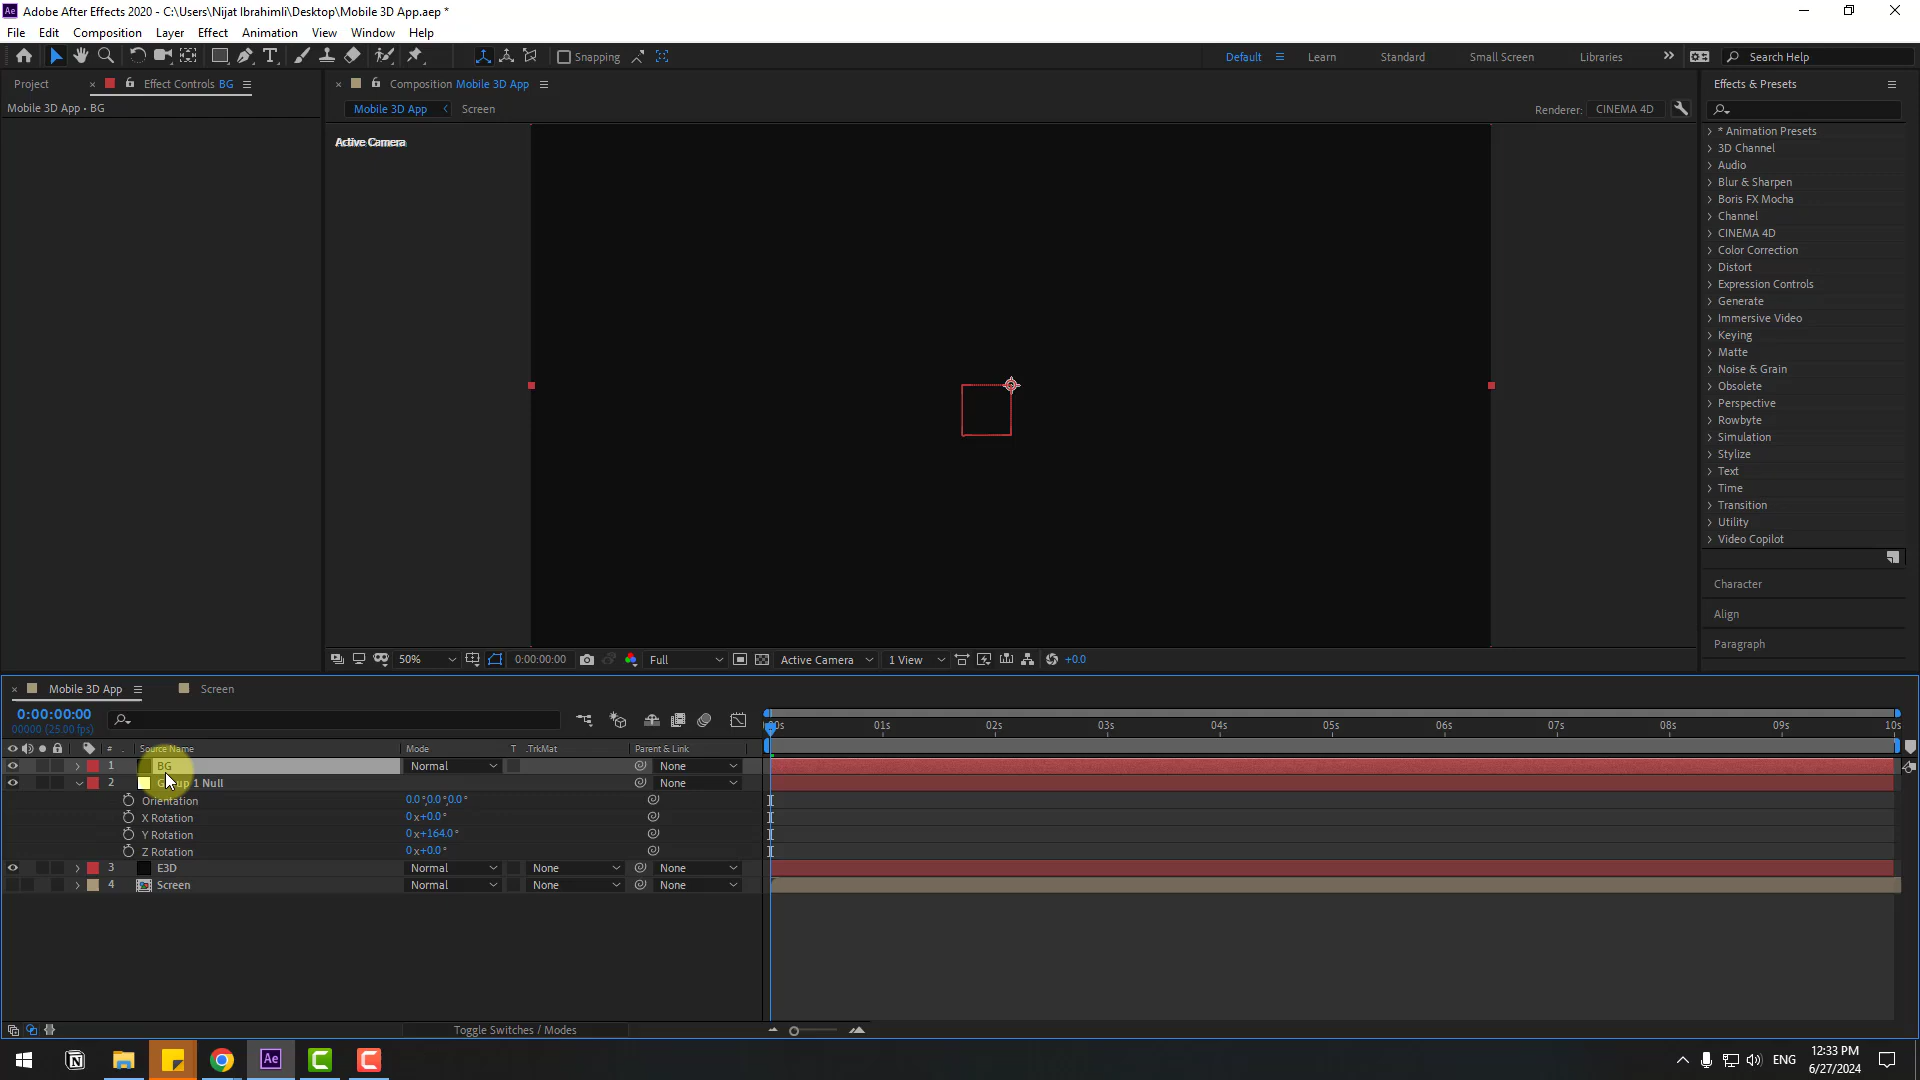 Adobe After Effects 2020 - C:\Users\Nijat Ibrahimli\Desktop\Mobile 3D App.aep *
File Edit Composition Layer Effect Animation View Window Help
Snapping Default Learn Standard Small Screen Libraries Search Help
Project Effect Controls BG
Mobile 3D App • BG
Composition Mobile 3D App
Mobile 3D App Screen Renderer: CINEMA 4D
Active Camera
Effects & Presets
* Animation Presets
3D Channel
Audio
Blur & Sharpen
Boris FX Mocha
Channel
CINEMA 4D
Color Correction
Distort
Expression Controls
Generate
Immersive Video
Keying
Matte
Noise & Grain
Obsolete
Perspective
Rowbyte
Simulation
Stylize
Text
Time
Transition
Utility
Video Copilot
Character
Align
Paragraph
50% 0:00:00:00 Full Active Camera 1 View +0.0
Mobile 3D App Screen
0:00:00:00
00000 (25.00 fps)
01s 02s 03s 04s 05s 06s 07s 08s 09s 10s
# Source Name Mode T .TrkMat Parent & Link
1 BG Normal None
2 Group 1 Null None
Orientation 0.0°,0.0°,0.0°
X Rotation 0x+0.0°
Y Rotation 0x+164.0°
Z Rotation 0x+0.0°
3 E3D Normal None None
4 Screen Normal None None
Toggle Switches / Modes
Ae ENG 12:33 PM
6/27/2024